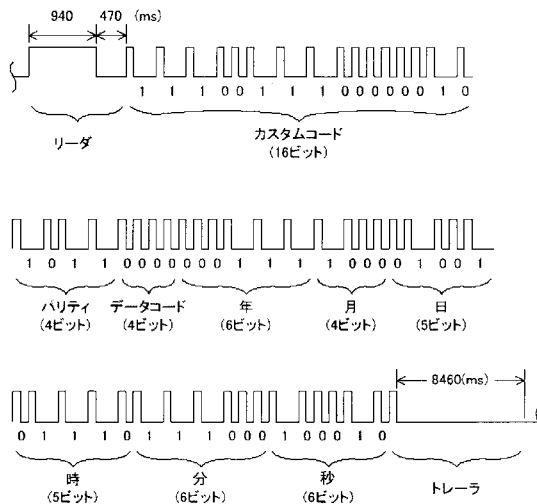 940 470 (ms)
1 1 1 0 0 1 1 1 0 0 0 0 0 0 1 0
リーダ カスタムコード
(16ビット)
1 0 1 1 0 0 0 0 0 0 0 1 1 1 1 0 0 0 0 1 0 0 1
パリティ データコード 年 月 日
(4ビット) (4ビット) (6ビット) (4ビット) (5ビット)
8460(ms)
0 1 1 1 0 1 1 1 0 0 0 1 0 0 0 1 0
時 分 秒 トレーラ
(5ビット) (6ビット) (6ビット)